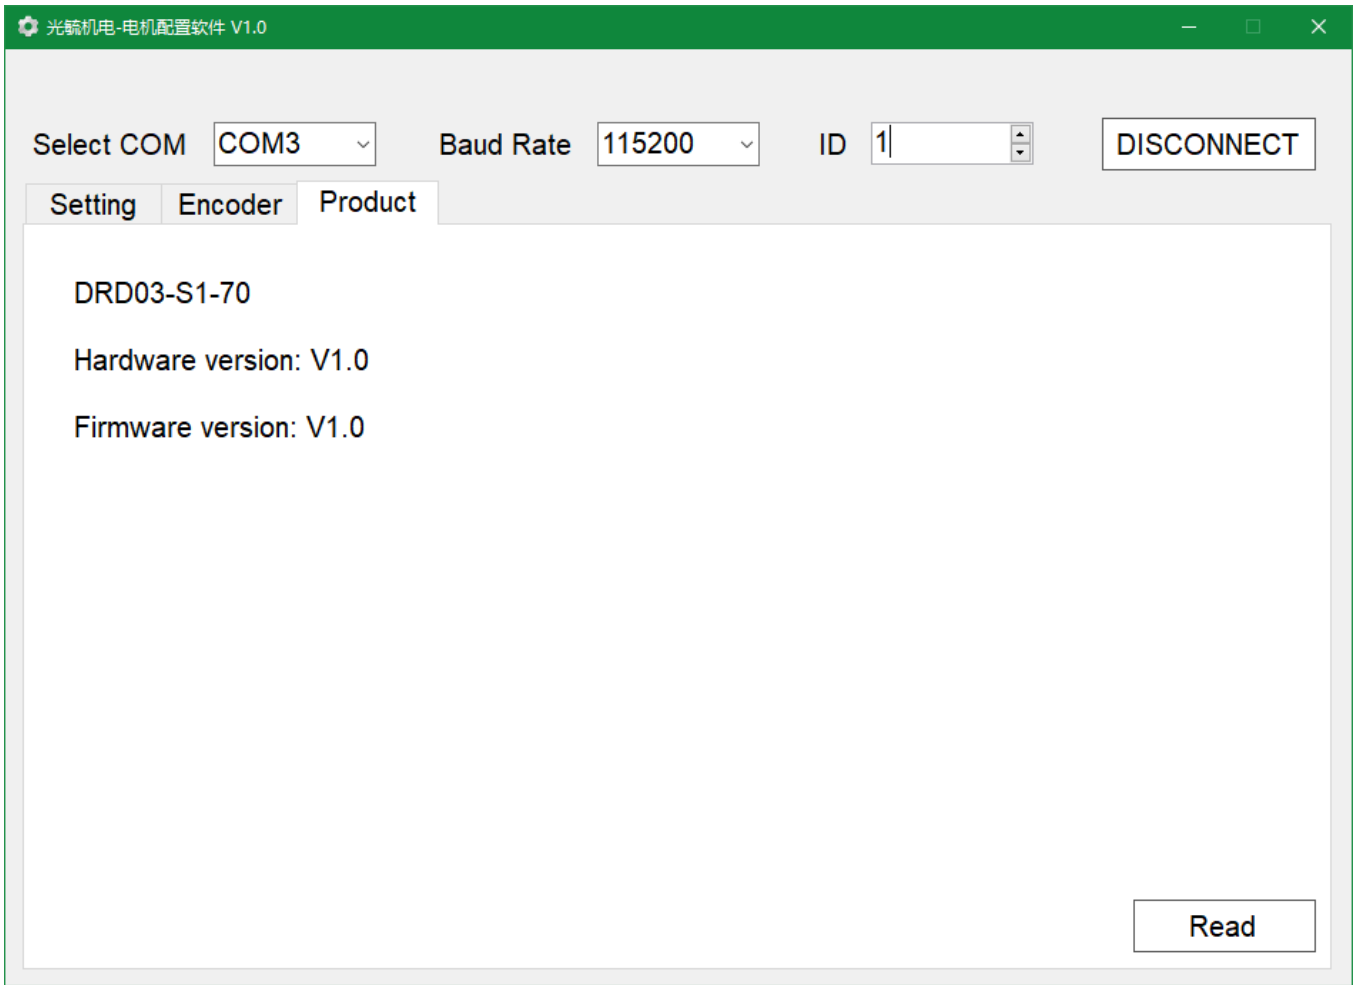 光毓机电-电机配置软件 V1.0
Select COM COM3 Baud Rate 115200 ID 1 DISCONNECT
Setting Encoder Product
DRD03-S1-70
Hardware version: V1.0
Firmware version: V1.0
Read